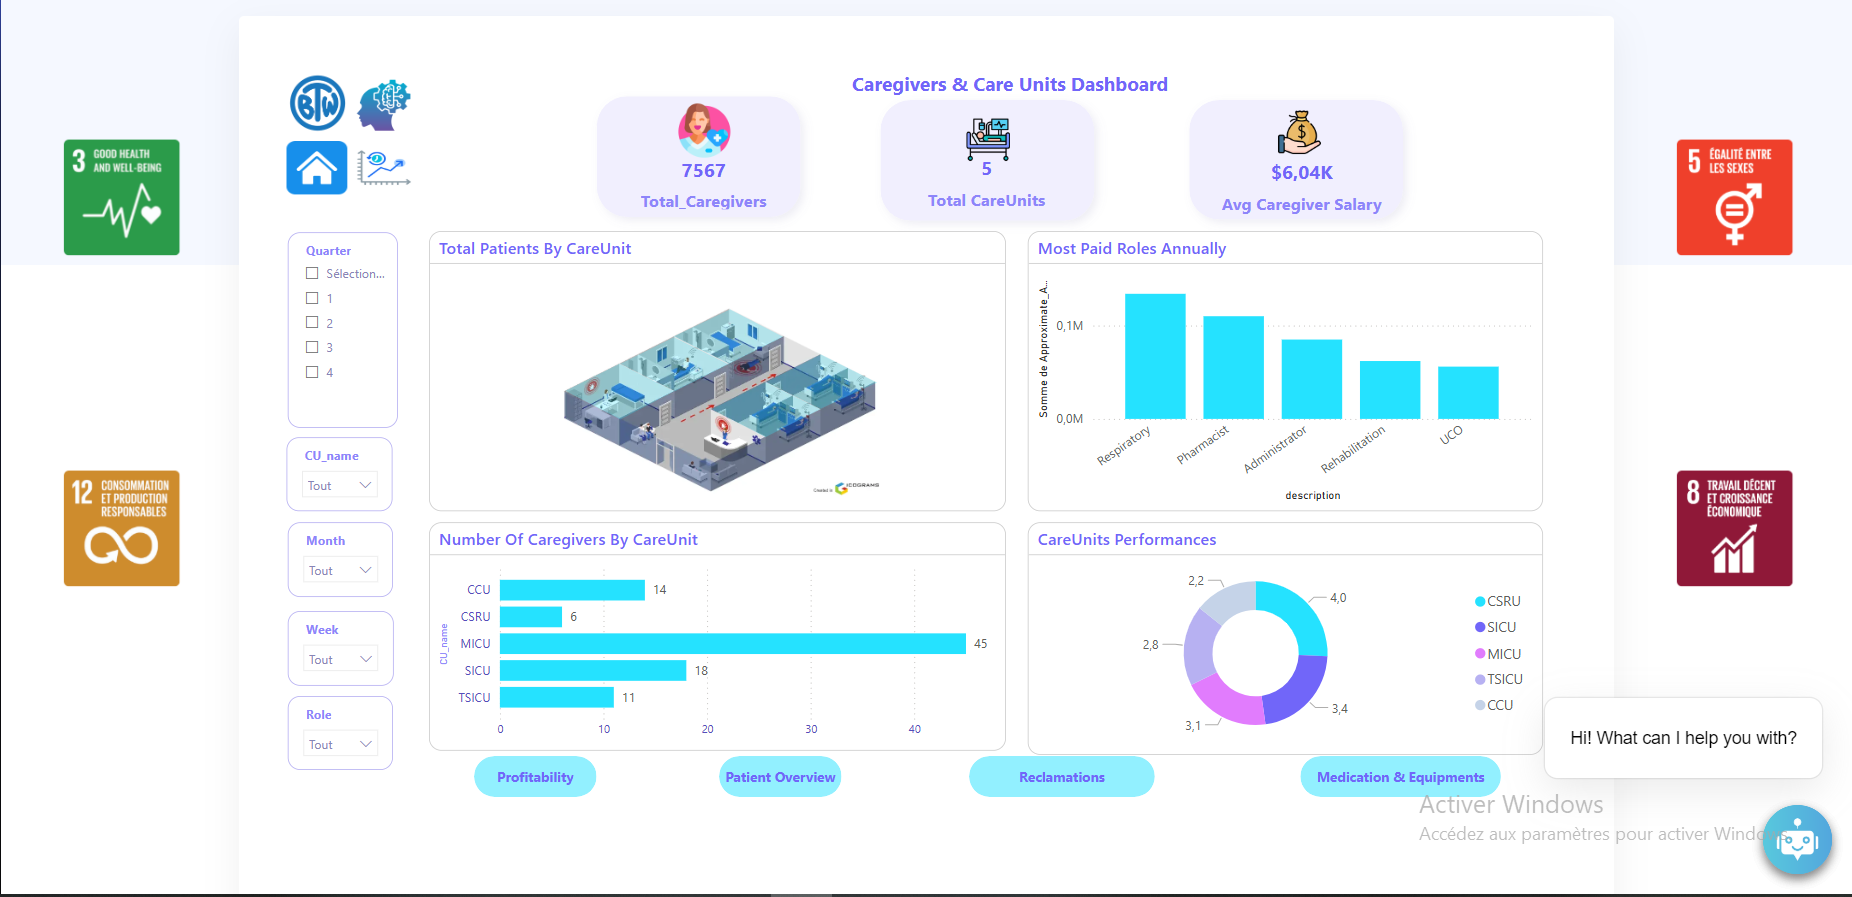 Caregivers & Care Units Dashboard
BTW
3 GOOD HEALTH
AND WELL-BEING
5 ÉGALITÉ ENTRE
LES SEXES
12 CONSOMMATION
ET PRODUCTION
RESPONSABLES
8 TRAVAIL DÉCENT
ET CROISSANCE
ÉCONOMIQUE
7567
Total_Caregivers
5
Total CareUnits
$6,04K
Avg Caregiver Salary
Quarter
Sélection...
1
2
3
4
CU_name
Tout
Month
Tout
Week
Tout
Role
Tout
Total Patients By CareUnit
Created in ICOGRAMS
Most Paid Roles Annually
Somme de Approximate_A...
0,1M
0,0M
Respiratory
Pharmacist
Administrator
Rehabilitation
UCO
description
Number Of Caregivers By CareUnit
CU_name
CCU 14
CSRU 6
MICU 45
SICU 18
TSICU 11
0 10 20 30 40
CareUnits Performances
2,2
4,0
2,8
3,4
3,1
CSRU
SICU
MICU
TSICU
CCU
Profitability
Patient Overview
Reclamations
Medication & Equipments
Hi! What can I help you with?
Activer Windows
Accédez aux paramètres pour activer Windows